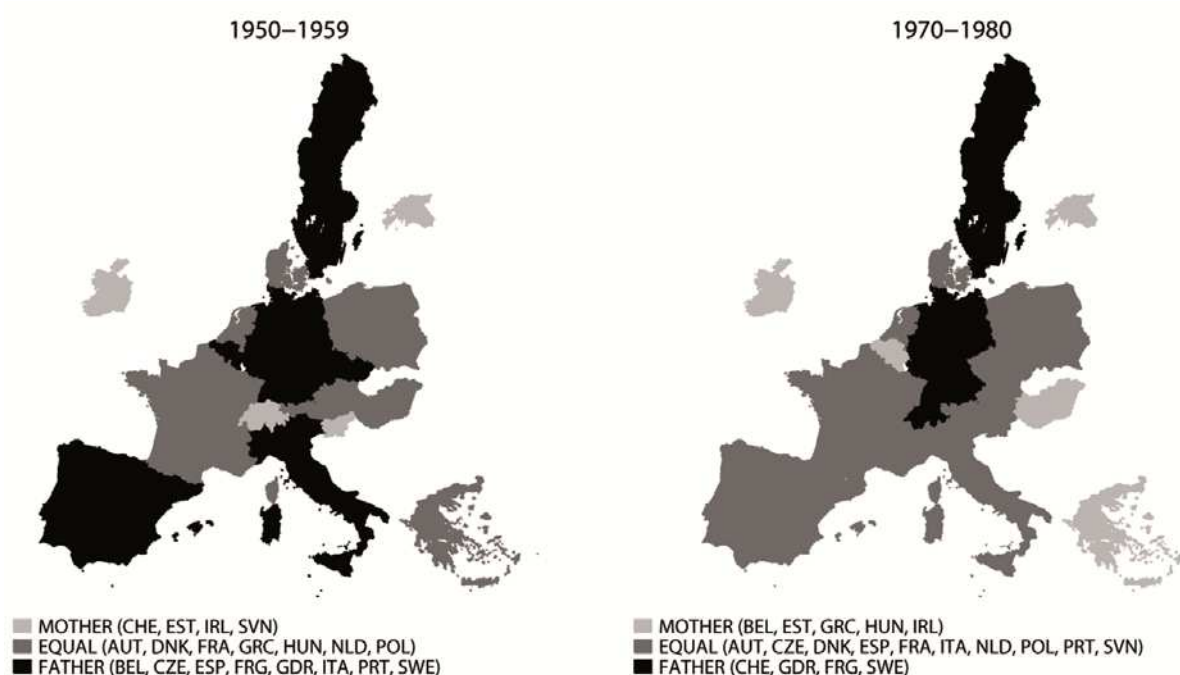 1950–1959
MOTHER (CHE, EST, IRL, SVN)
EQUAL (AUT, DNK, FRA, GRC, HUN, NLD, POL)
FATHER (BEL, CZE, ESP, FRG, GDR, ITA, PRT, SWE)
1970–1980
MOTHER (BEL, EST, GRC, HUN, IRL)
EQUAL (AUT, CZE, DNK, ESP, FRA, ITA, NLD, POL, PRT, SVN)
FATHER (CHE, GDR, FRG, SWE)